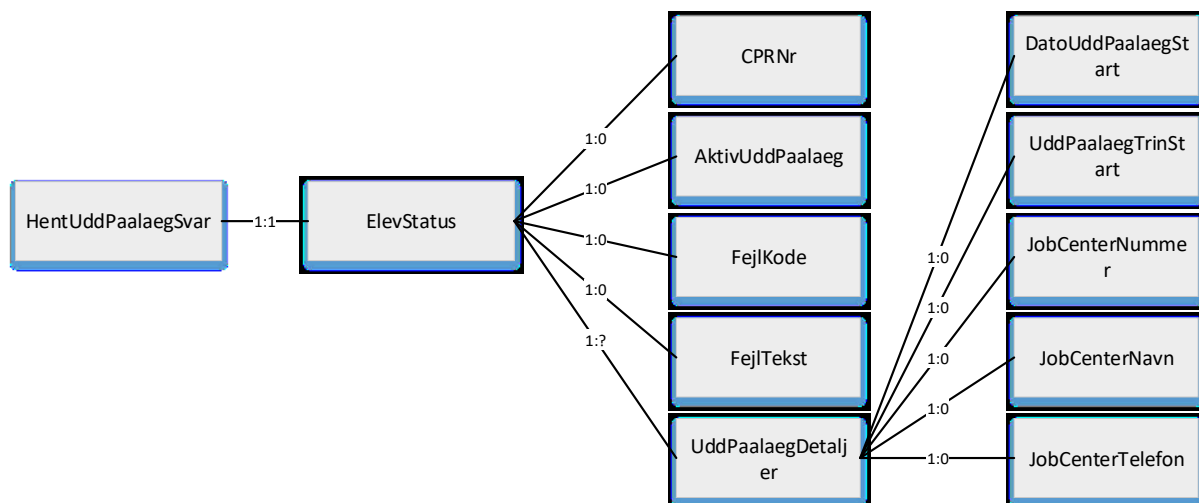 CPRNr
DatoUddPaalaegSt
art
1:0
AktivUddPaalaeg
UddPaalaegTrinSt
art
1:0
HentUddPaalaegSvar
1:1
ElevStatus
1:0
FejlKode
1:0
JobCenterNumme
r
1:0
1:0
1:?
FejlTekst
1:0
JobCenterNavn
1:0
UddPaalaegDetalj
er
1:0
JobCenterTelefon